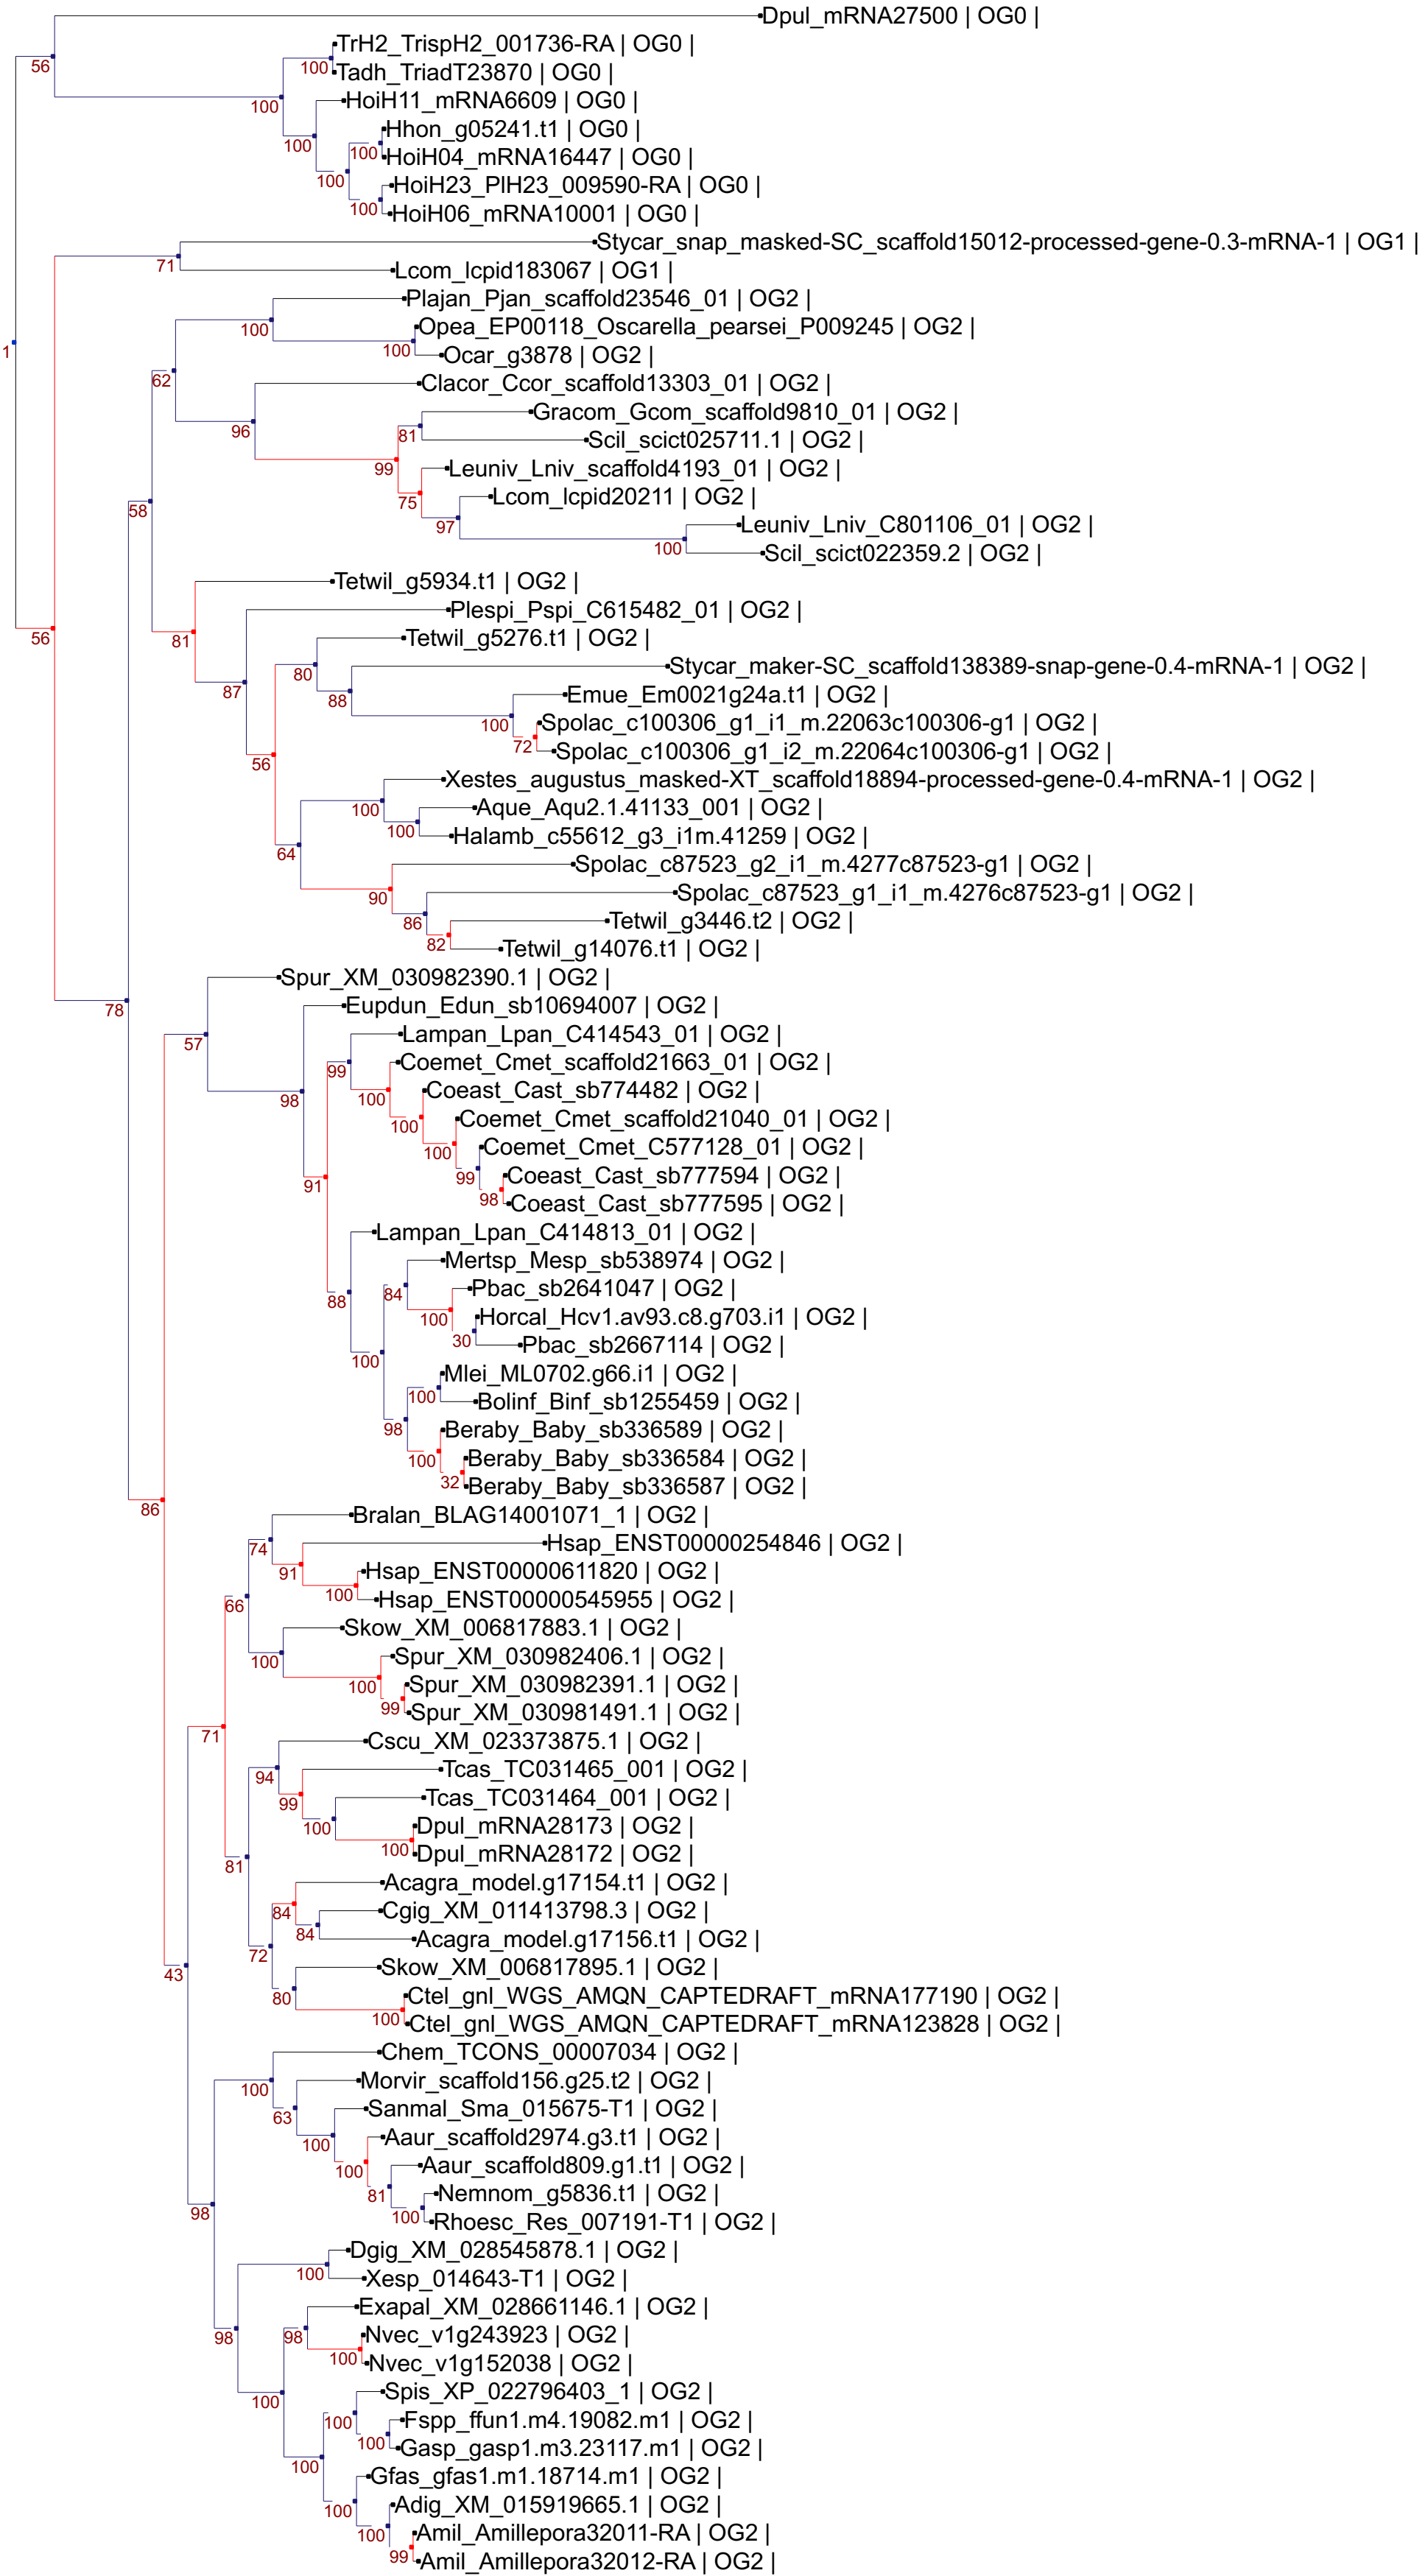 Dpul_mRNA27500 | OG0 |
TrH2_TrispH2_001736-RA | OG0 |
56
100
Tadh_TriadT23870 | OG0 |
100
HoiH11_mRNA6609 | OG0 |
Hhon_g05241.t1 | OG0 |
100
100
HoiH04_mRNA16447 | OG0 |
100
HoiH23_PlH23_009590-RA | OG0 |
100
HoiH06_mRNA10001 | OG0 |
Stycar_snap_masked-SC_scaffold15012-processed-gene-0.3-mRNA-1 | OG1 |
71
Lcom_lcpid183067 | OG1 |
Plajan_Pjan_scaffold23546_01 | OG2 |
100
Opea_EP00118_Oscarella_pearsei_P009245 | OG2 |
1
100
Ocar_g3878 | OG2 |
62
Clacor_Ccor_scaffold13303_01 | OG2 |
Gracom_Gcom_scaffold9810_01 | OG2 |
96
81
Scil_scict025711.1 | OG2 |
99
Leuniv_Lniv_scaffold4193_01 | OG2 |
75
Lcom_lcpid20211 | OG2 |
58
97
Leuniv_Lniv_C801106_01 | OG2 |
100
Scil_scict022359.2 | OG2 |
Tetwil_g5934.t1 | OG2 |
Plespi_Pspi_C615482_01 | OG2 |
56
81
Tetwil_g5276.t1 | OG2 |
80
Stycar_maker-SC_scaffold138389-snap-gene-0.4-mRNA-1 | OG2 |
87
88
Emue_Em0021g24a.t1 | OG2 |
100
Spolac_c100306_g1_i1_m.22063c100306-g1 | OG2 |
72
Spolac_c100306_g1_i2_m.22064c100306-g1 | OG2 |
56
Xestes_augustus_masked-XT_scaffold18894-processed-gene-0.4-mRNA-1 | OG2 |
100
Aque_Aqu2.1.41133_001 | OG2 |
100
Halamb_c55612_g3_i1m.41259 | OG2 |
64
Spolac_c87523_g2_i1_m.4277c87523-g1 | OG2 |
90
Spolac_c87523_g1_i1_m.4276c87523-g1 | OG2 |
86
Tetwil_g3446.t2 | OG2 |
82
Tetwil_g14076.t1 | OG2 |
Spur_XM_030982390.1 | OG2 |
78
Eupdun_Edun_sb10694007 | OG2 |
57
Lampan_Lpan_C414543_01 | OG2 |
99
Coemet_Cmet_scaffold21663_01 | OG2 |
98
100
Coeast_Cast_sb774482 | OG2 |
100
Coemet_Cmet_scaffold21040_01 | OG2 |
100
Coemet_Cmet_C577128_01 | OG2 |
99
91
Coeast_Cast_sb777594 | OG2 |
98
Coeast_Cast_sb777595 | OG2 |
Lampan_Lpan_C414813_01 | OG2 |
Mertsp_Mesp_sb538974 | OG2 |
88
84
Pbac_sb2641047 | OG2 |
100
Horcal_Hcv1.av93.c8.g703.i1 | OG2 |
30
100
Pbac_sb2667114 | OG2 |
Mlei_ML0702.g66.i1 | OG2 |
100
Bolinf_Binf_sb1255459 | OG2 |
98
Beraby_Baby_sb336589 | OG2 |
100
Beraby_Baby_sb336584 | OG2 |
32
Beraby_Baby_sb336587 | OG2 |
86
Bralan_BLAG14001071_1 | OG2 |
74
Hsap_ENST00000254846 | OG2 |
91
Hsap_ENST00000611820 | OG2 |
100
Hsap_ENST00000545955 | OG2 |
66
Skow_XM_006817883.1 | OG2 |
100
Spur_XM_030982406.1 | OG2 |
100
Spur_XM_030982391.1 | OG2 |
99
Spur_XM_030981491.1 | OG2 |
71
Cscu_XM_023373875.1 | OG2 |
94
Tcas_TC031465_001 | OG2 |
99
Tcas_TC031464_001 | OG2 |
100
Dpul_mRNA28173 | OG2 |
100
Dpul_mRNA28172 | OG2 |
81
Acagra_model.g17154.t1 | OG2 |
84
Cgig_XM_011413798.3 | OG2 |
84
Acagra_model.g17156.t1 | OG2 |
72
Skow_XM_006817895.1 | OG2 |
43
80
Ctel_gnl_WGS_AMQN_CAPTEDRAFT_mRNA177190 | OG2 |
100
Ctel_gnl_WGS_AMQN_CAPTEDRAFT_mRNA123828 | OG2 |
Chem_TCONS_00007034 | OG2 |
100
Morvir_scaffold156.g25.t2 | OG2 |
63
Sanmal_Sma_015675-T1 | OG2 |
100
Aaur_scaffold2974.g3.t1 | OG2 |
100
Aaur_scaffold809.g1.t1 | OG2 |
81
Nemnom_g5836.t1 | OG2 |
98
100
Rhoesc_Res_007191-T1 | OG2 |
Dgig_XM_028545878.1 | OG2 |
100
Xesp_014643-T1 | OG2 |
Exapal_XM_028661146.1 | OG2 |
98
98
Nvec_v1g243923 | OG2 |
100
Nvec_v1g152038 | OG2 |
100
Spis_XP_022796403_1 | OG2 |
100
Fspp_ffun1.m4.19082.m1 | OG2 |
100
Gasp_gasp1.m3.23117.m1 | OG2 |
100
Gfas_gfas1.m1.18714.m1 | OG2 |
100
Adig_XM_015919665.1 | OG2 |
100
Amil_Amillepora32011-RA | OG2 |
99
Amil_Amillepora32012-RA | OG2 |